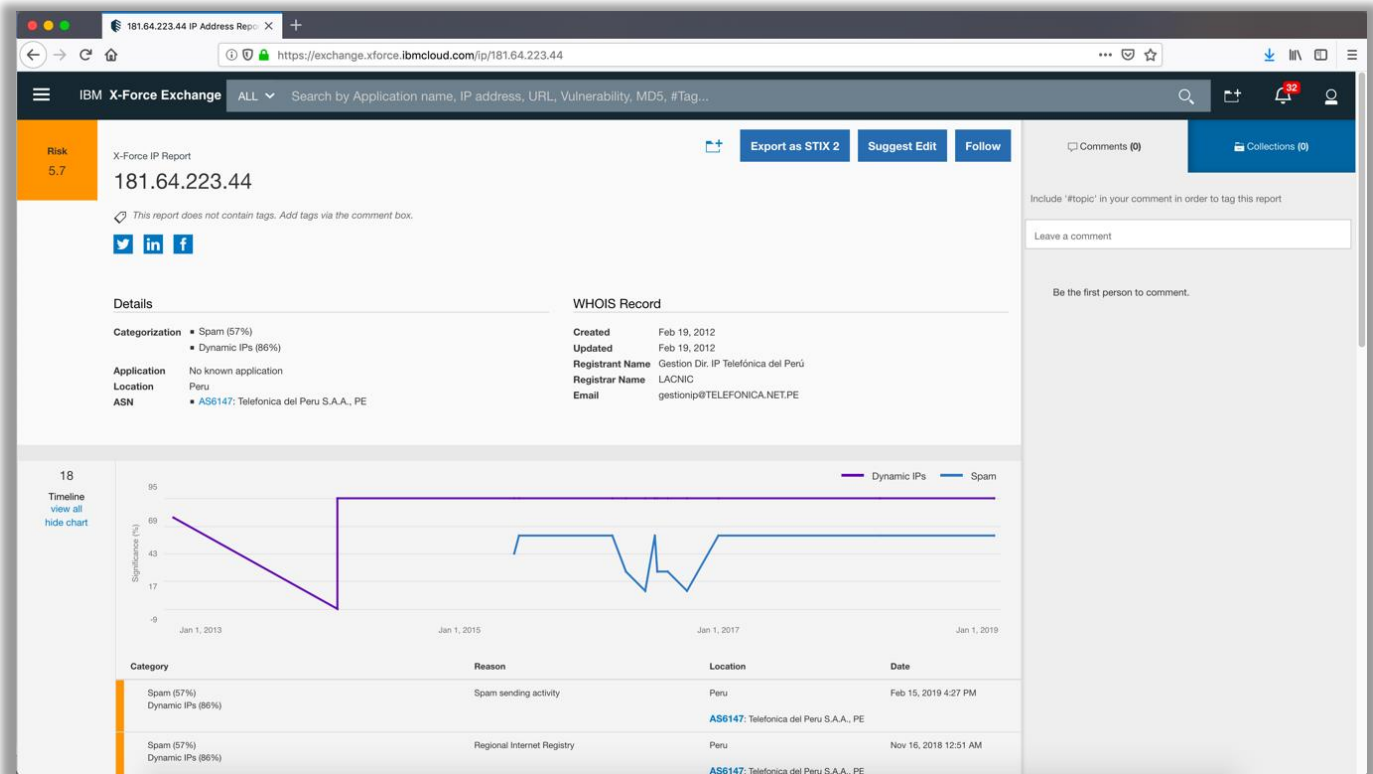 181.64.223.44 IP Address Repo
https://exchange.xforce.ibmcloud.com/ip/181.64.223.44
IBM X-Force Exchange
ALL
Search by Application name, IP address, URL, Vulnerability, MD5, #Tag...
32
Risk
5.7
X-Force IP Report
181.64.223.44
This report does not contain tags. Add tags via the comment box.
Export as STIX 2
Suggest Edit
Follow
Comments (0)
Collections (0)
Include '#topic' in your comment in order to tag this report
Leave a comment
Be the first person to comment.
Details
Categorization
Spam (57%)
Dynamic IPs (86%)
Application No known application
Location Peru
ASN AS6147: Telefonica del Peru S.A.A., PE
WHOIS Record
Created Feb 19, 2012
Updated Feb 19, 2012
Registrant Name Gestion Dir. IP Telefónica del Perú
Registrar Name LACNIC
Email gestionip@TELEFONICA.NET.PE
18
Timeline
view all
hide chart
Dynamic IPs Spam
Significance (%)
95
69
43
17
-9
Jan 1, 2013 Jan 1, 2015 Jan 1, 2017 Jan 1, 2019
Category Reason Location Date
Spam (57%) Spam sending activity Peru Feb 15, 2019 4:27 PM
Dynamic IPs (86%)
AS6147: Telefonica del Peru S.A.A., PE
Spam (57%) Regional Internet Registry Peru Nov 16, 2018 12:51 AM
Dynamic IPs (86%)
AS6147: Telefonica del Peru S.A.A., PE